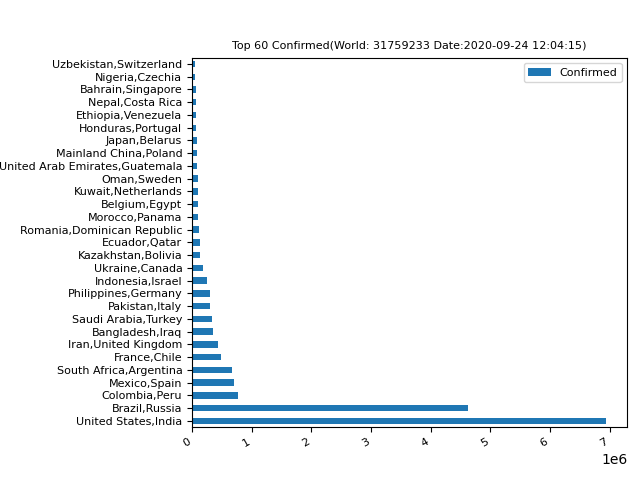 Top 60 Confirmed(World: 31759233 Date:2020-09-24 12:04:15)
Confirmed
Uzbekistan,Switzerland
Nigeria,Czechia
Bahrain,Singapore
Nepal,Costa Rica
Ethiopia,Venezuela
Honduras,Portugal
Japan,Belarus
Mainland China,Poland
United Arab Emirates,Guatemala
Oman,Sweden
Kuwait,Netherlands
Belgium,Egypt
Morocco,Panama
Romania,Dominican Republic
Ecuador,Qatar
Kazakhstan,Bolivia
Ukraine,Canada
Indonesia,Israel
Philippines,Germany
Pakistan,Italy
Saudi Arabia,Turkey
Bangladesh,Iraq
Iran,United Kingdom
France,Chile
South Africa,Argentina
Mexico,Spain
Colombia,Peru
Brazil,Russia
United States,India
0 1 2 3 4 5 6 7
1e6